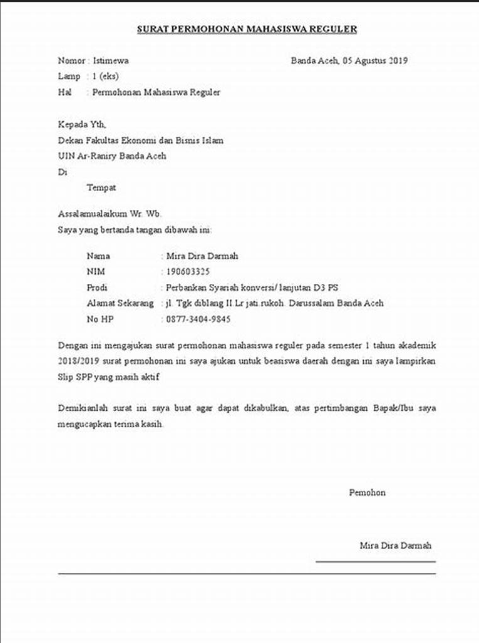 SURAT PERMOHONAN MAHASISWA REGULER
Nomor : Istimewa Banda Aceh, 05 Agustus 2019
Lamp : 1 (eks)
Hal : Permohonan Mahasiswa Reguler
Kepada Yth,
Dekan Fakultas Ekonomi dan Bisnis Islam
UIN Ar-Raniry Banda Aceh
Di
Tempat
Assalamualaikum Wr. Wb.
Saya yang bertanda tangan dibawah ini:
Nama : Mira Dira Darmah
NIM : 190603325
Prodi : Perbankan Syariah konversi/ lanjutan D3 PS
Alamat Sekarang : jl. Tgk diblang II Lr jati rukoh Darussalam Banda Aceh
No HP : 0877-3404-9845
Dengan ini mengajukan surat permohonan mahasiswa reguler pada semester 1 tahun akademik
2018/2019 surat permohonan ini saya ajukan untuk beasiswa daerah dengan ini saya lampirkan
Slip SPP yang masih aktif
Demikianlah surat ini saya buat agar dapat dikabulkan, atas pertimbangan Bapak/Ibu saya
mengucapkan terima kasih.
Pemohon
Mira Dira Darmah